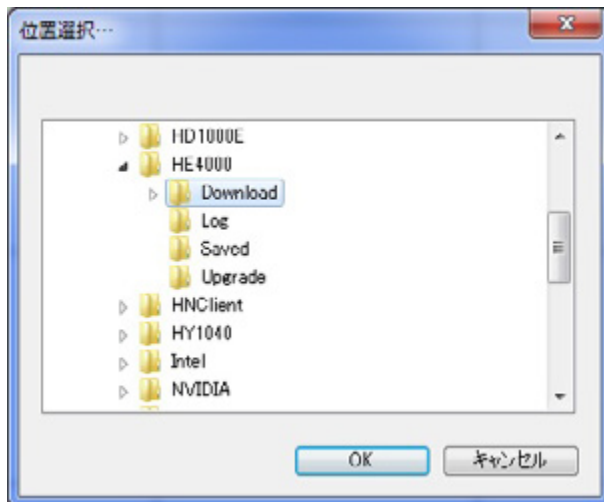 位置選択…
HD1000E
HE4000
Download
Log
Saved
Upgrade
HNClient
HY1040
Intel
NVIDIA
OK
キャンセル